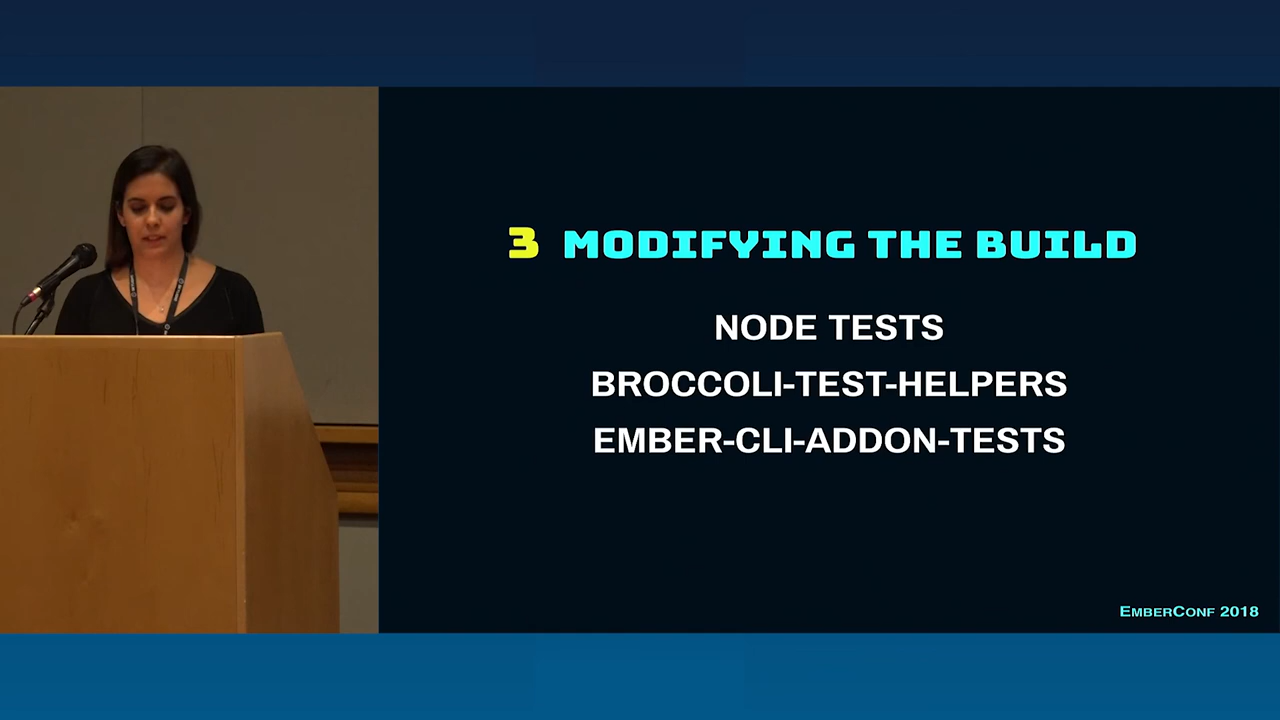 3 MODIFYING THE BUILD
NODE TESTS
BROCCOLI-TEST-HELPERS
EMBER-CLI-ADDON-TESTS
EMBERCONF 2018